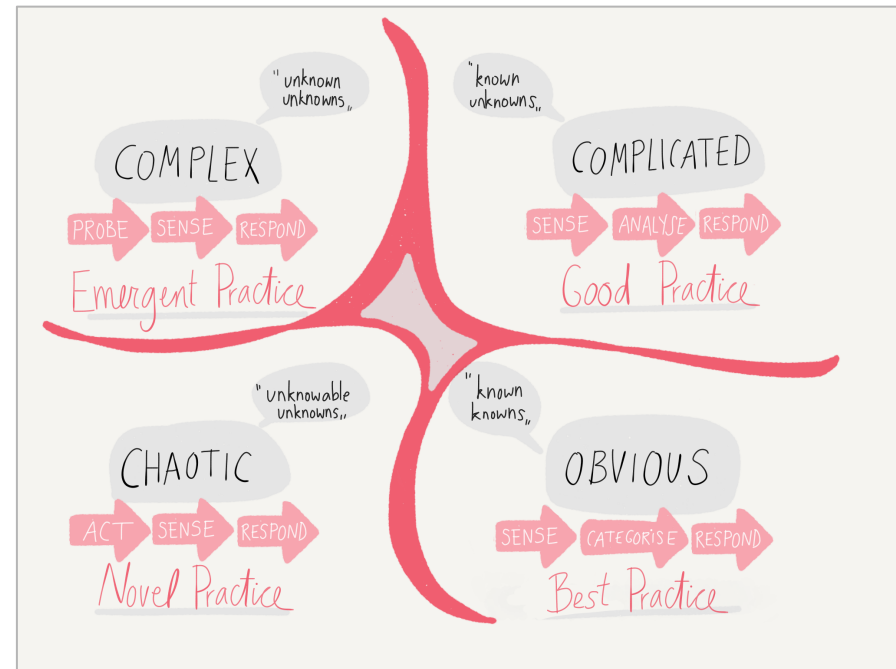 "unknown
unknowns„
COMPLEX
PROBE SENSE RESPOND
Emergent Practice
"known
unknowns„
COMPLICATED
SENSE ANALYSE RESPOND
Good Practice
"unknowable
unknowns„
CHAOTIC
ACT SENSE RESPOND
Novel Practice
"known
knowns„
OBVIOUS
SENSE CATEGORISE RESPOND
Best Practice